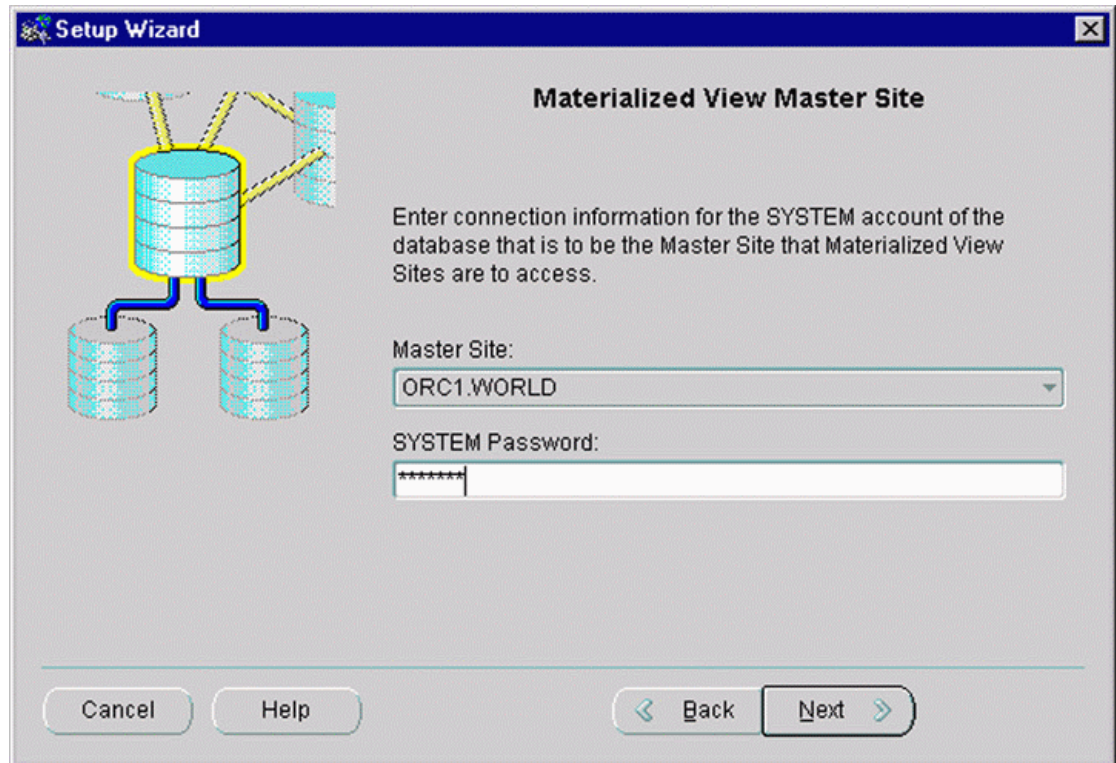 Setup Wizard
Materialized View Master Site
Enter connection information for the SYSTEM account of the
database that is to be the Master Site that Materialized View
Sites are to access.
Master Site:
ORC1.WORLD
SYSTEM Password:
*******
Cancel
Help
Back
Next